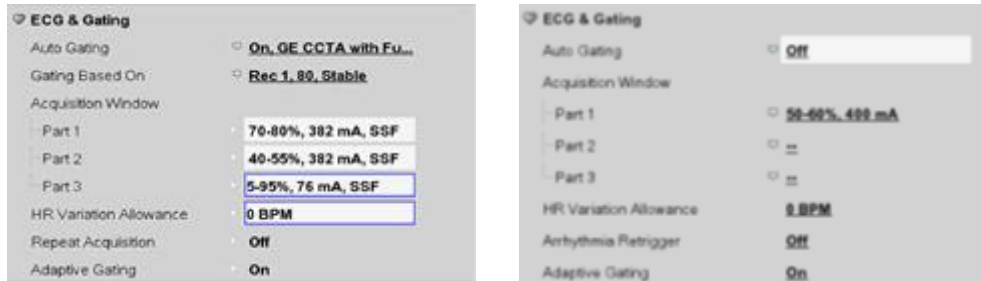 ECG & Gating
Auto Gating On, GE CCTA with Fu...
Gating Based On Rec 1, 80, Stable
Acquisition Window
Part 1 70-80%, 382 mA, SSF
Part 2 40-55%, 382 mA, SSF
Part 3 5-95%, 76 mA, SSF
HR Variation Allowance 0 BPM
Repeat Acquisition Off
Adaptive Gating On
ECG & Gating
Auto Gating Off
Acquisition Window
Part 1 50-60%, 400 mA
Part 2 --
Part 3 --
HR Variation Allowance 0 BPM
Arrhythmia Retrigger Off
Adaptive Gating On